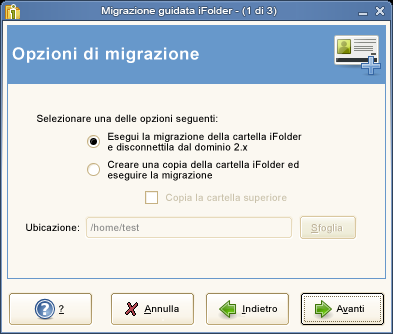 Migrazione guidata iFolder - (1 di 3)
Opzioni di migrazione
Selezionare una delle opzioni seguenti:
Esegui la migrazione della cartella iFolder
e disconnettila dal dominio 2.x
Creare una copia della cartella iFolder ed
eseguire la migrazione
Copia la cartella superiore
Ubicazione: /home/test Sfoglia
? Annulla Indietro Avanti